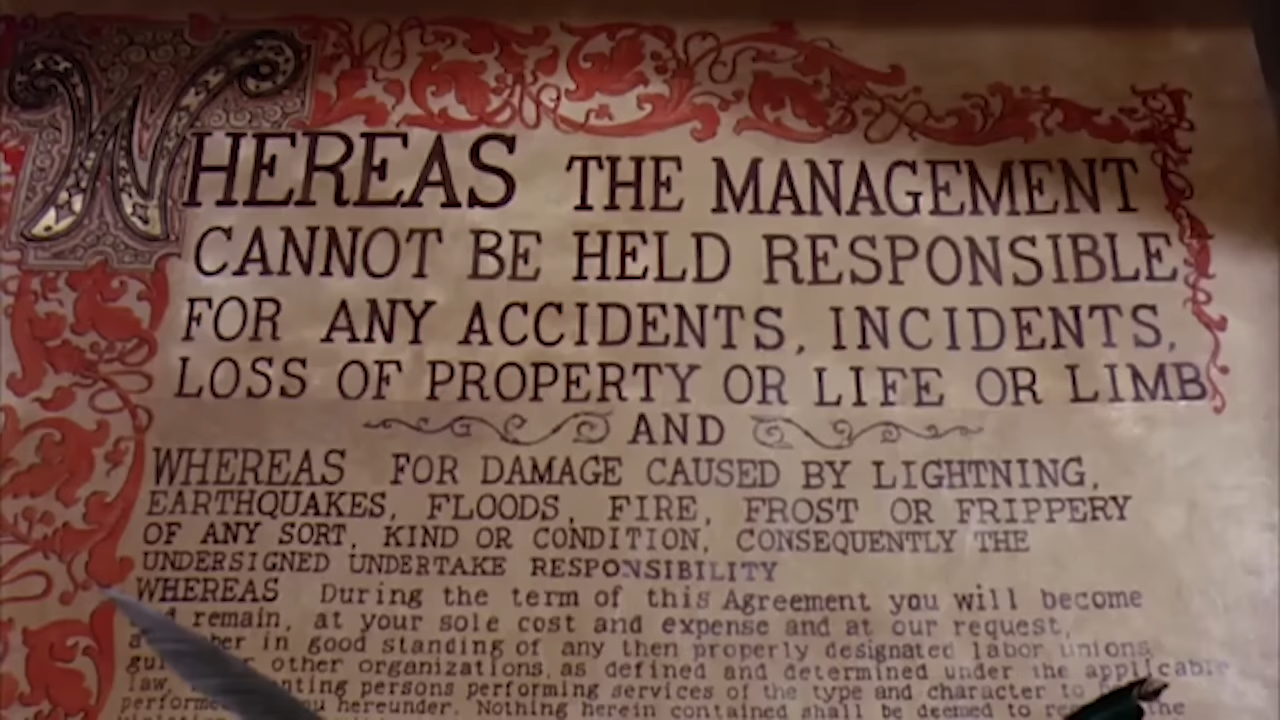 WHEREAS THE MANAGEMENT
CANNOT BE HELD RESPONSIBLE
FOR ANY ACCIDENTS, INCIDENTS,
LOSS OF PROPERTY OR LIFE OR LIMB
AND
WHEREAS FOR DAMAGE CAUSED BY LIGHTNING,
EARTHQUAKES, FLOODS, FIRE, FROST OR FRIPPERY
OF ANY SORT, KIND OR CONDITION, CONSEQUENTLY THE
UNDERSIGNED UNDERTAKE RESPONSIBILITY
WHEREAS During the term of this Agreement you will become
remain, at your sole cost and expense and at our request,
in good standing of any then properly designated labor unions
other organizations, as defined and determined under the applicable
law, persons performing services of the type and character to
hereunder. Nothing herein contained shall be deemed to the